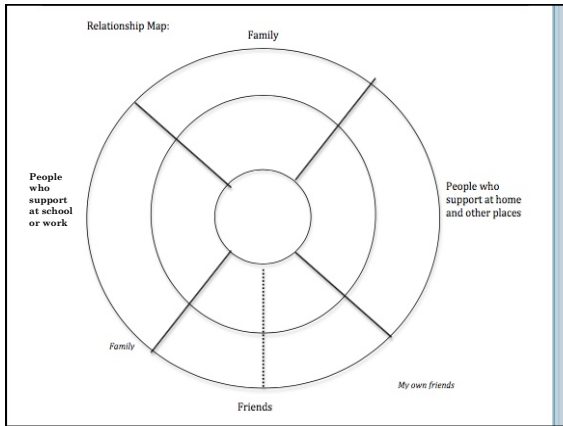 Relationship Map:
Family
People
who
support
at school
or work
People who
support at home
and other places
Family
My own friends
Friends